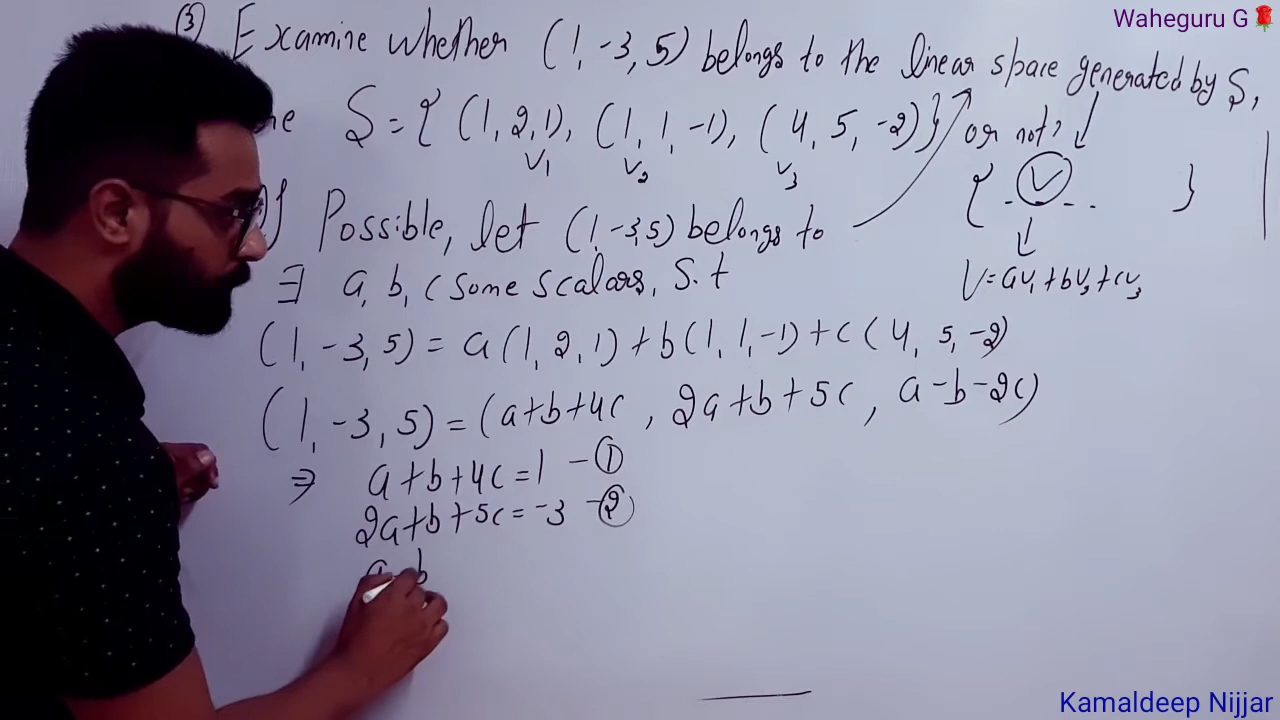 Waheguru G🌹
(3) Examine whether (1, -3, 5) belongs to the linear space generated by S,
S = { (1, 2, 1), (1, 1, -1), (4, 5, -2) } or not?
V1 V2 V3
{ . V . . }
If Possible, let (1, -3, 5) belongs to
∃ a, b, c some scalars, S.t
V = aV1 + bV2 + cV3
(1, -3, 5) = a(1, 2, 1) + b(1, 1, -1) + c(4, 5, -2)
(1, -3, 5) = (a+b+4c, 2a+b+5c, a-b-2c)
⇒ a+b+4c = 1 - ①
2a+b+5c = -3 - ②
a - b
Kamaldeep Nijjar